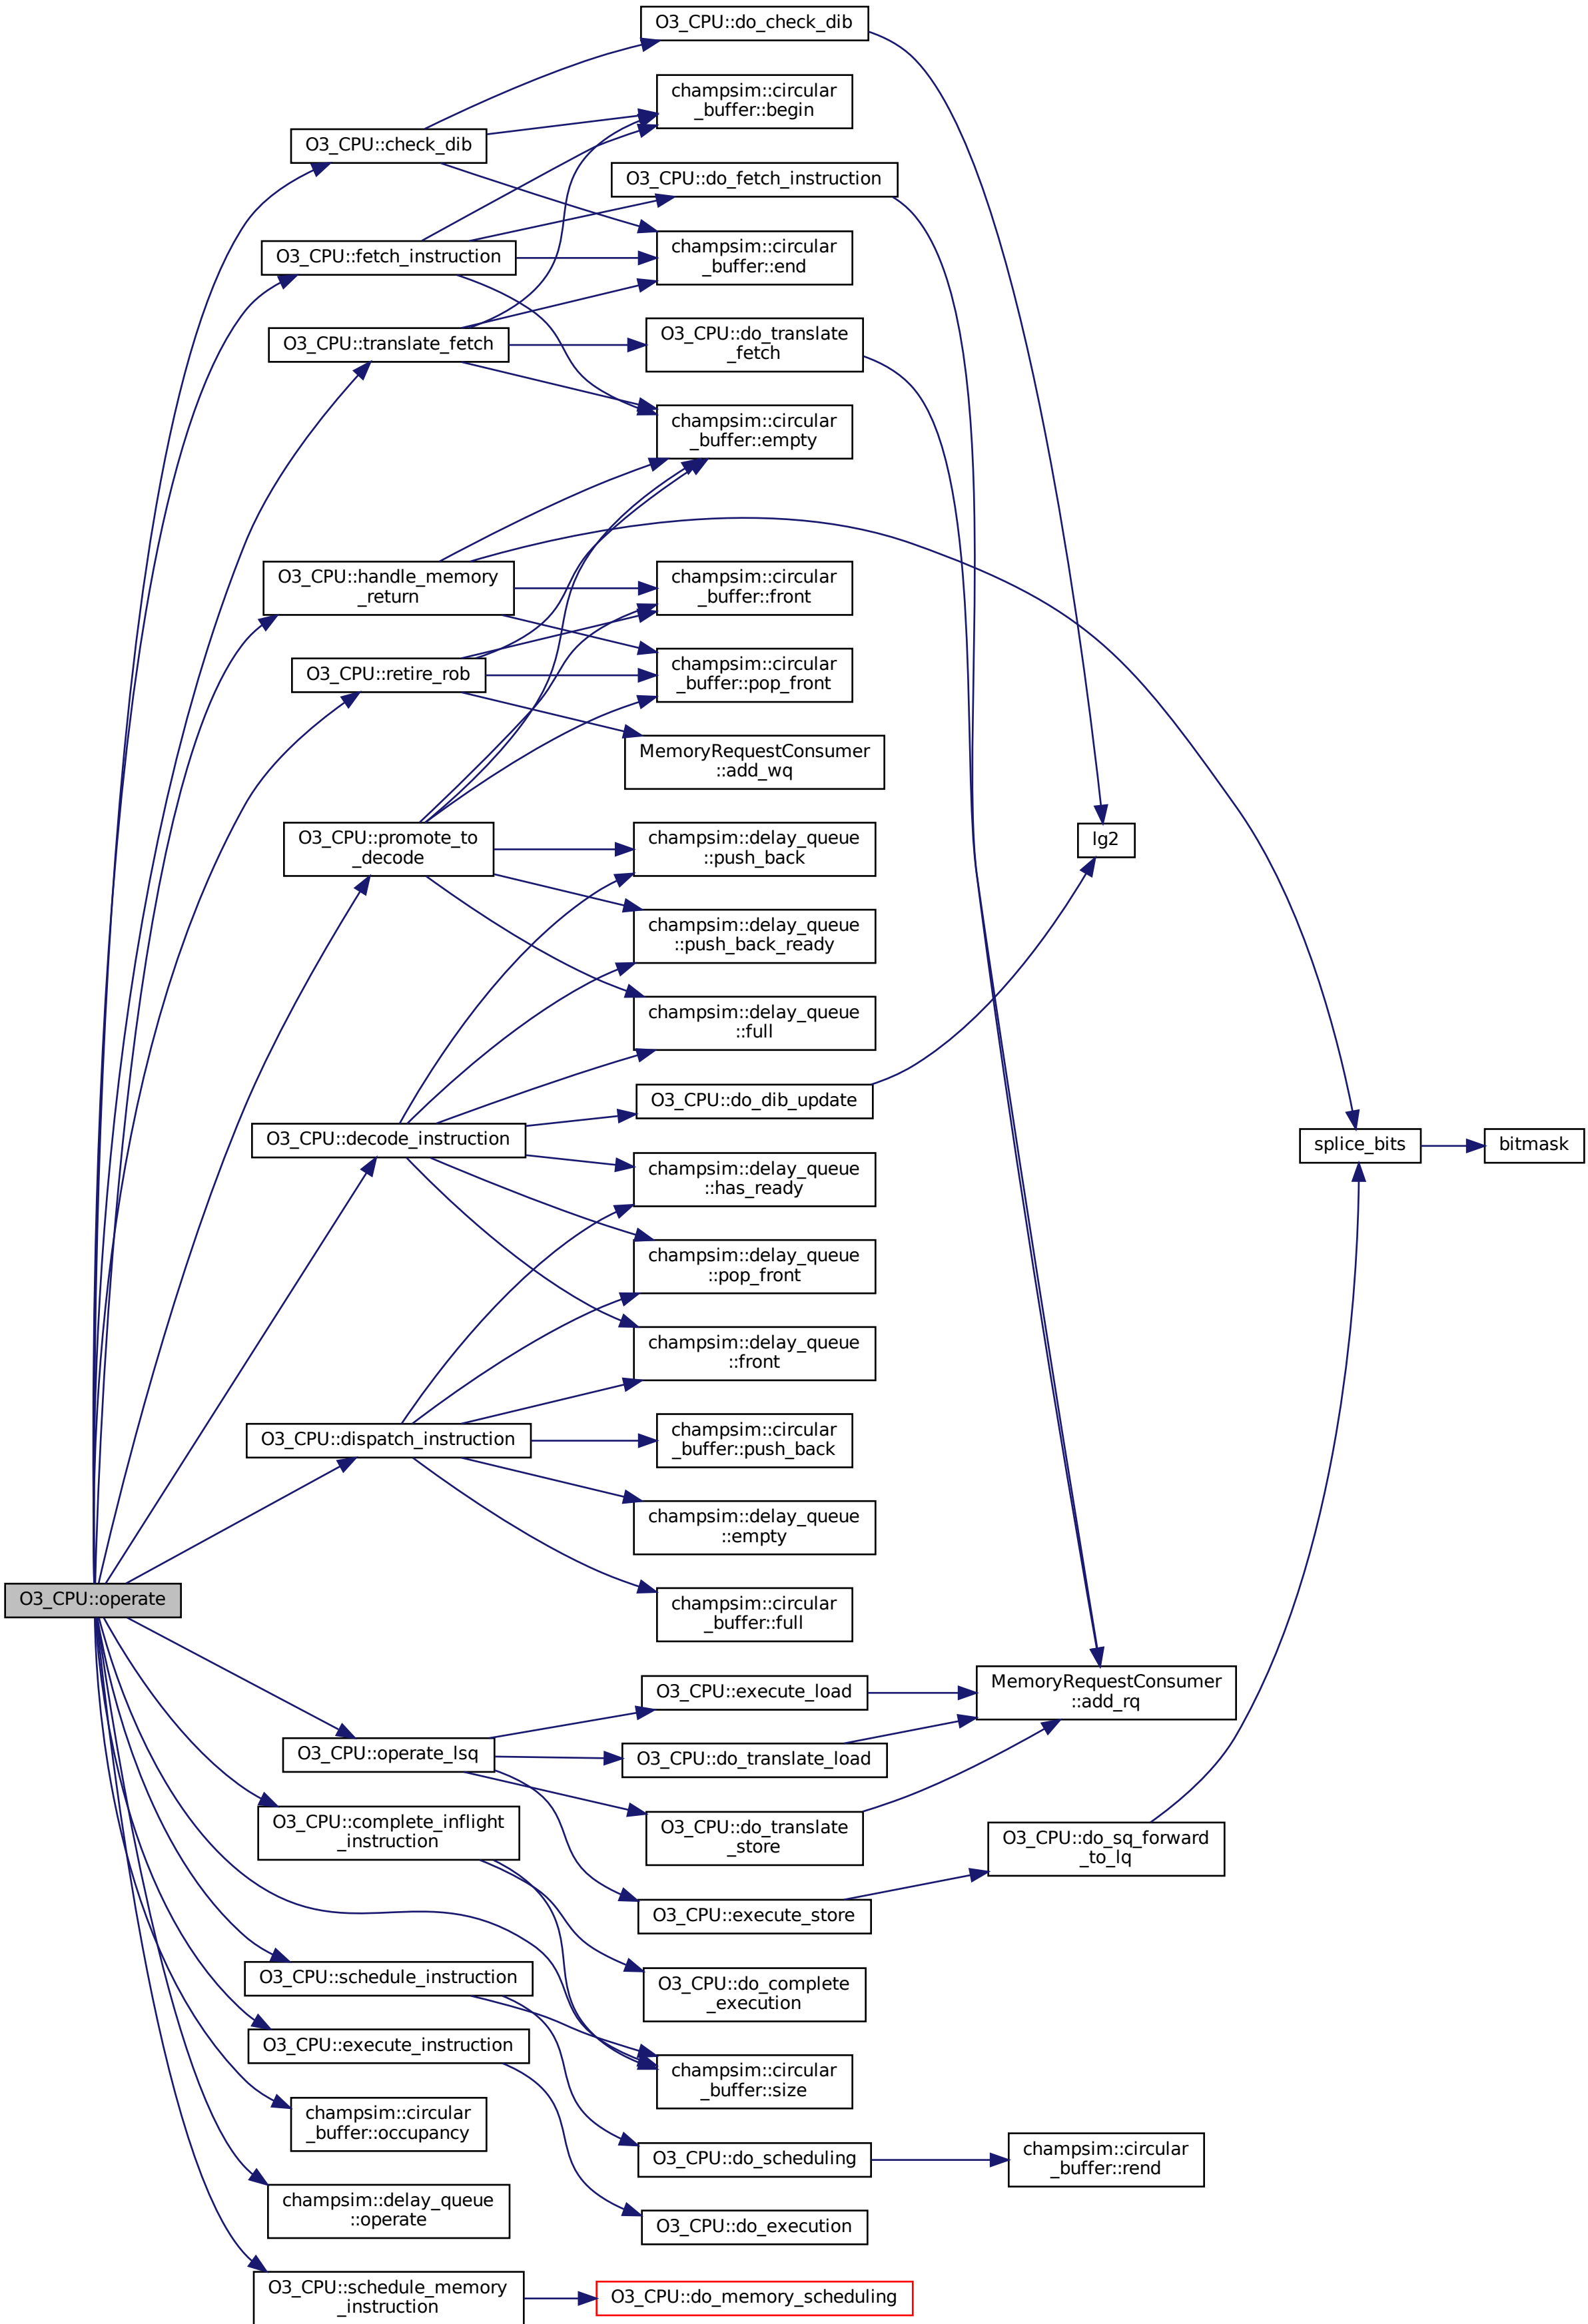 O3_CPU::do_check_dib
champsim::circular
_buffer::begin
O3_CPU::check_dib
O3_CPU::do_fetch_instruction
O3_CPU::fetch_instruction
champsim::circular
_buffer::end
O3_CPU::translate_fetch
O3_CPU::do_translate
_fetch
champsim::circular
_buffer::empty
O3_CPU::handle_memory
_return
champsim::circular
_buffer::front
O3_CPU::retire_rob
champsim::circular
_buffer::pop_front
MemoryRequestConsumer
::add_wq
O3_CPU::promote_to
_decode
champsim::delay_queue
::push_back
lg2
champsim::delay_queue
::push_back_ready
champsim::delay_queue
::full
O3_CPU::do_dib_update
O3_CPU::decode_instruction
splice_bits
bitmask
champsim::delay_queue
::has_ready
champsim::delay_queue
::pop_front
champsim::delay_queue
::front
O3_CPU::dispatch_instruction
champsim::circular
_buffer::push_back
champsim::delay_queue
::empty
O3_CPU::operate
champsim::circular
_buffer::full
O3_CPU::execute_load
MemoryRequestConsumer
::add_rq
O3_CPU::operate_lsq
O3_CPU::do_translate_load
O3_CPU::complete_inflight
_instruction
O3_CPU::do_translate
_store
O3_CPU::do_sq_forward
_to_lq
O3_CPU::execute_store
O3_CPU::schedule_instruction
O3_CPU::do_complete
_execution
O3_CPU::execute_instruction
champsim::circular
_buffer::size
champsim::circular
_buffer::occupancy
O3_CPU::do_scheduling
champsim::circular
_buffer::rend
champsim::delay_queue
::operate
O3_CPU::do_execution
O3_CPU::schedule_memory
_instruction
O3_CPU::do_memory_scheduling